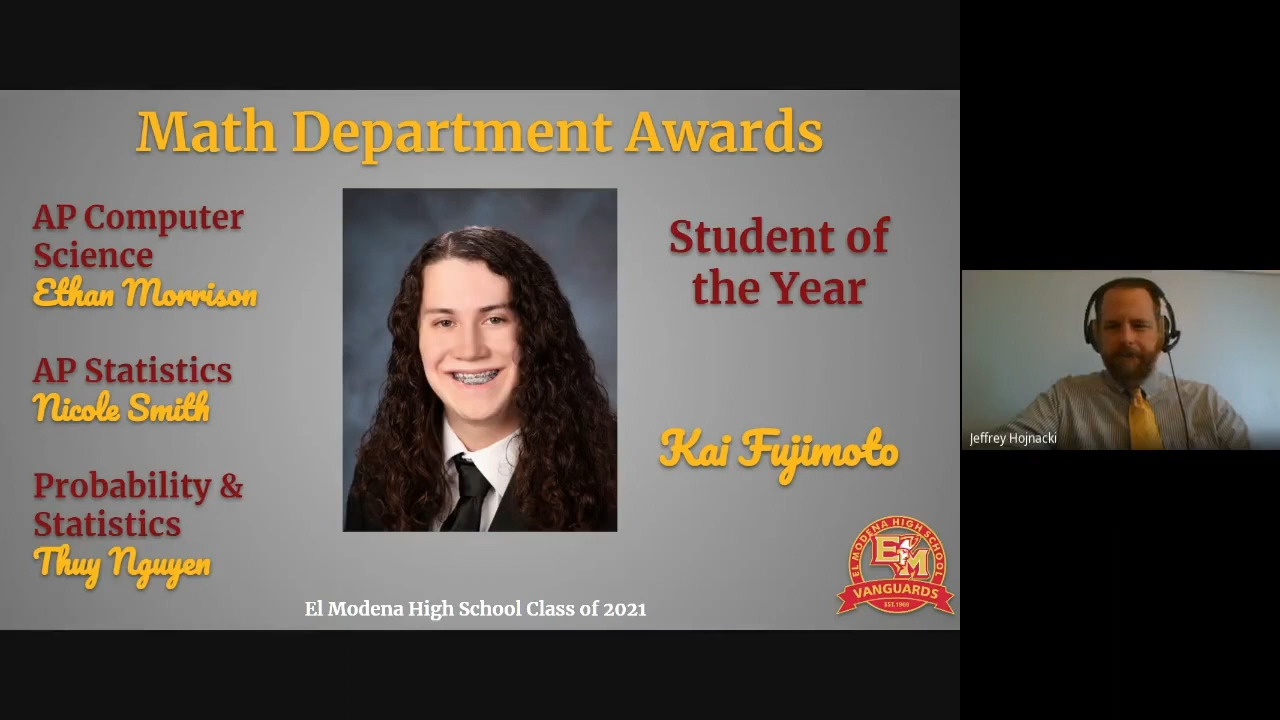 Math Department Awards
AP Computer
Science
Ethan Morrison
AP Statistics
Nicole Smith
Probability &
Statistics
Thuy Nguyen
Student of
the Year
Kai Fujimoto
El Modena High School Class of 2021
EL MODENA HIGH SCHOOL
EM
VANGUARDS
EST. 1966
Jeffrey Hojnacki